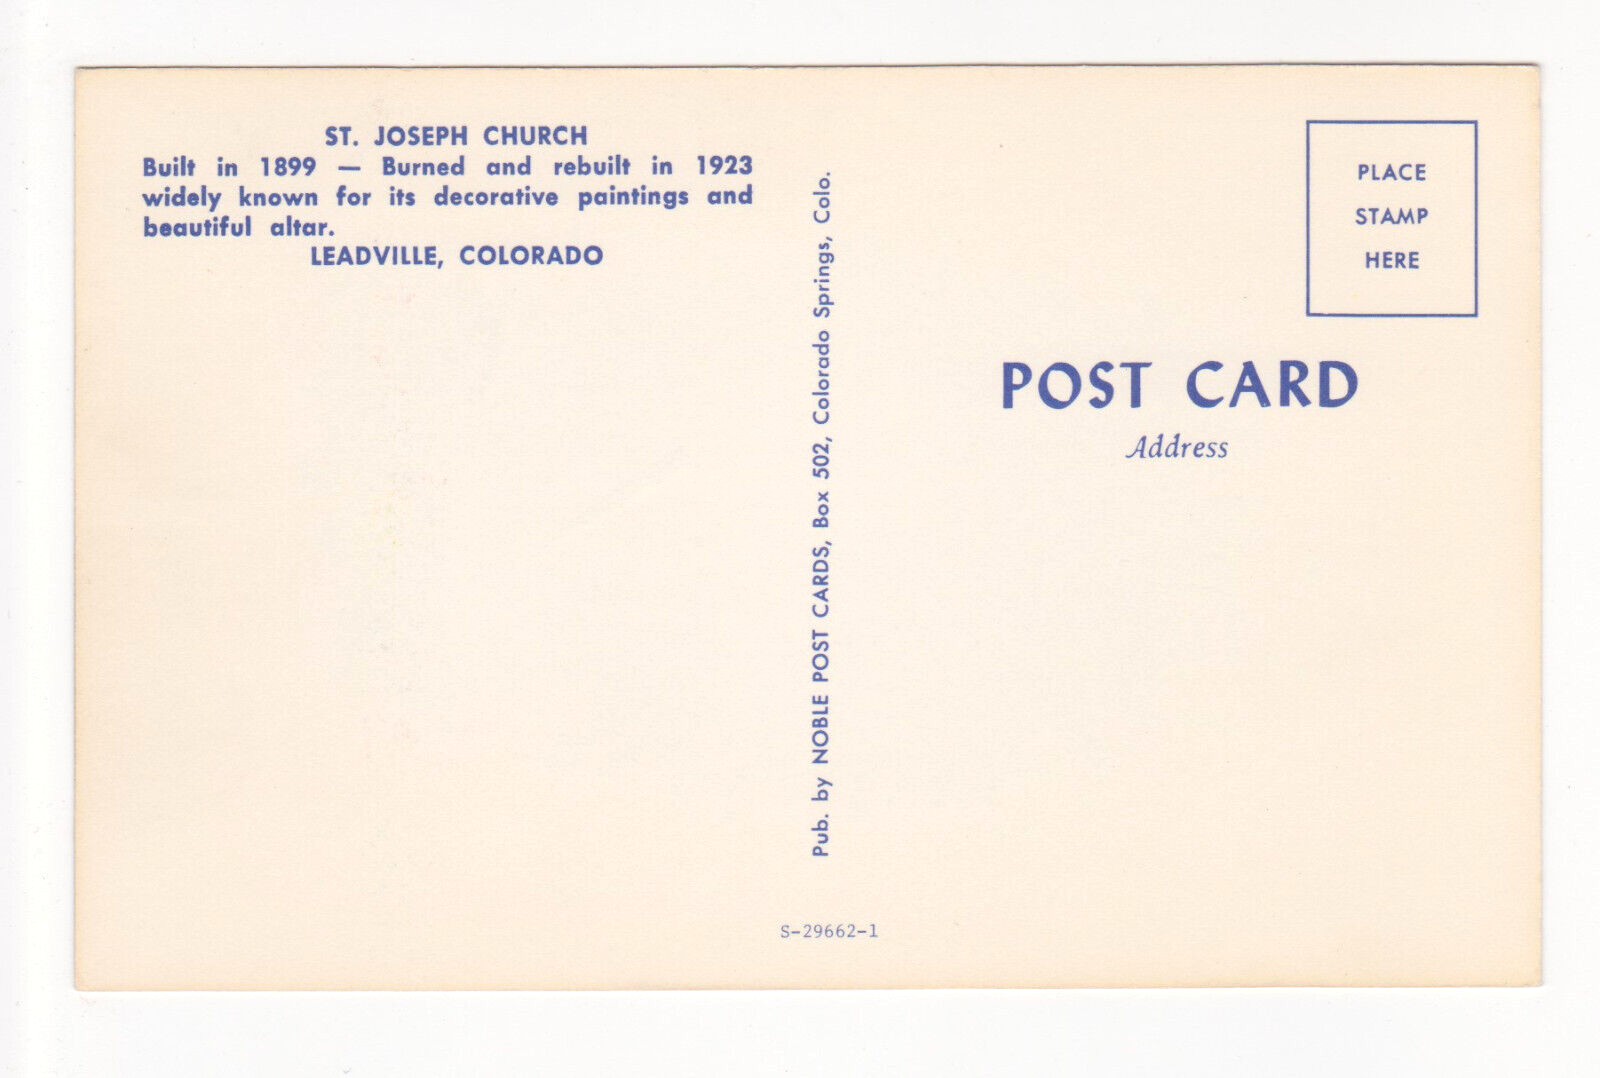 ST. JOSEPH CHURCH
Built in 1899 — Burned and rebuilt in 1923
widely known for its decorative paintings and
beautiful altar.
LEADVILLE, COLORADO
Pub. by NOBLE POST CARDS, Box 502, Colorado Springs, Colo.
S-29662-1
PLACE
STAMP
HERE
POST CARD
Address